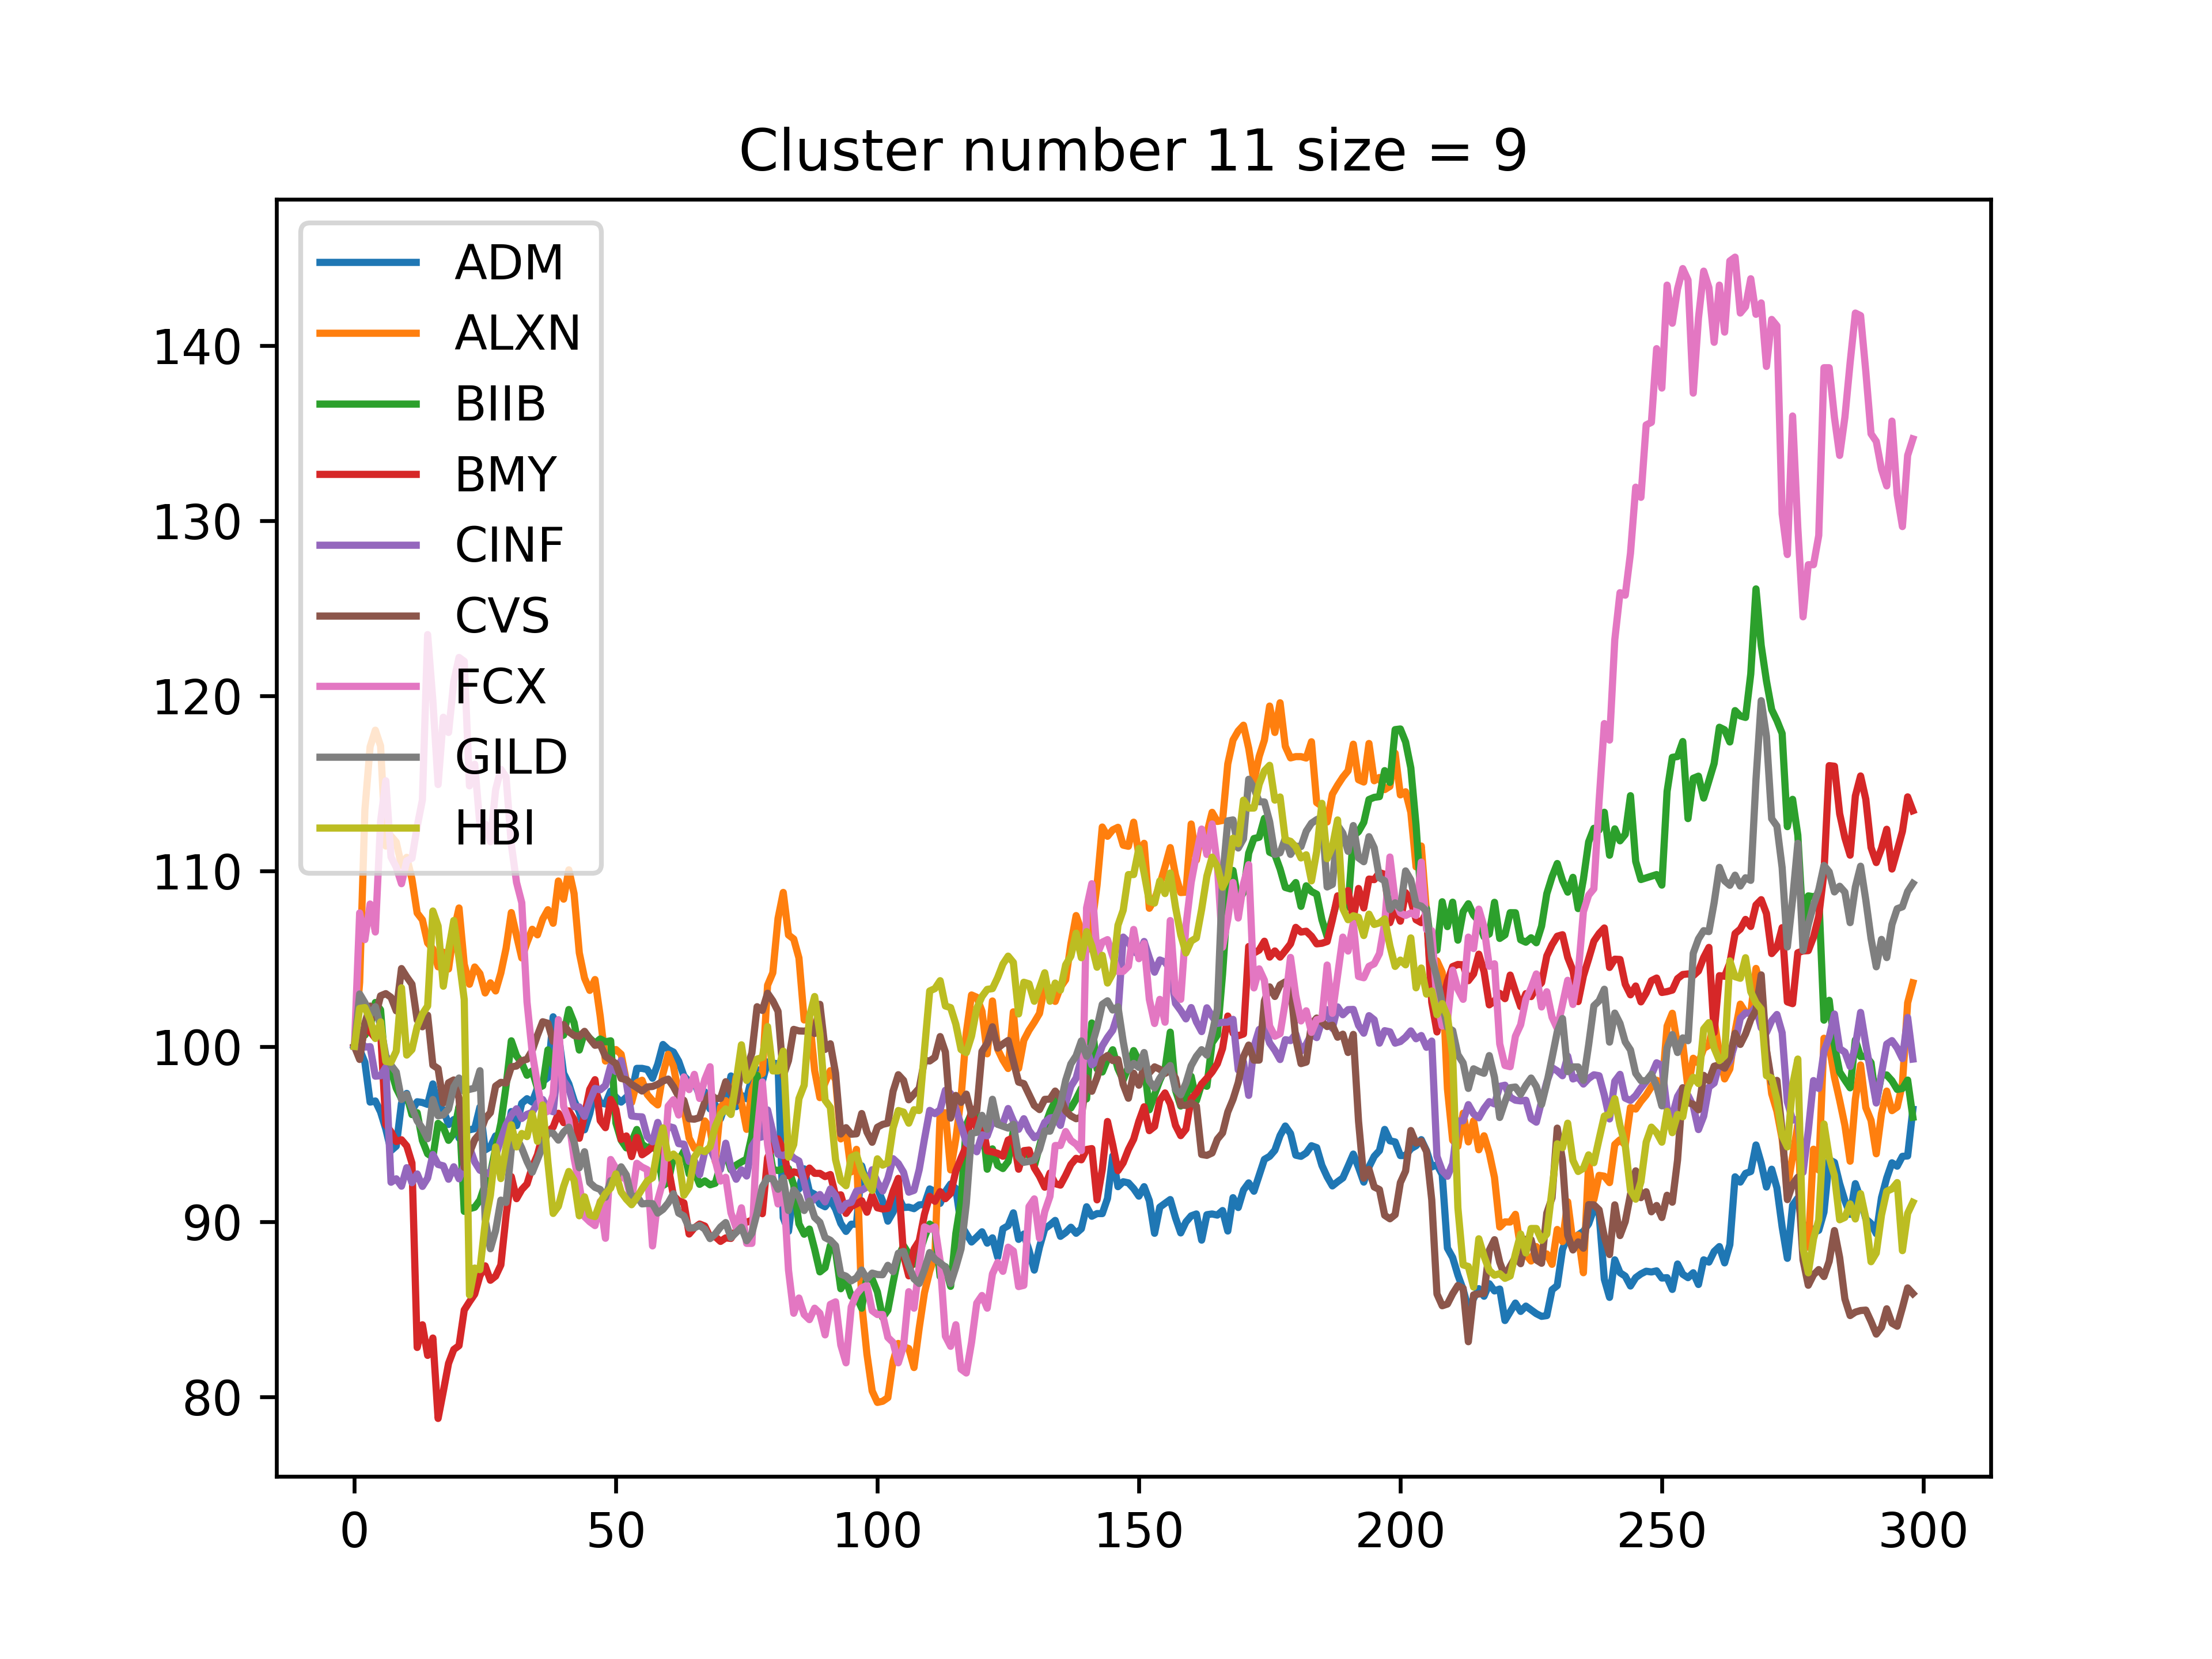 Cluster number 11 size = 9
ADM
ALXN
BIIB
BMY
CINF
CVS
FCX
GILD
HBI
140
130
120
110
100
90
80
0 50 100 150 200 250 300